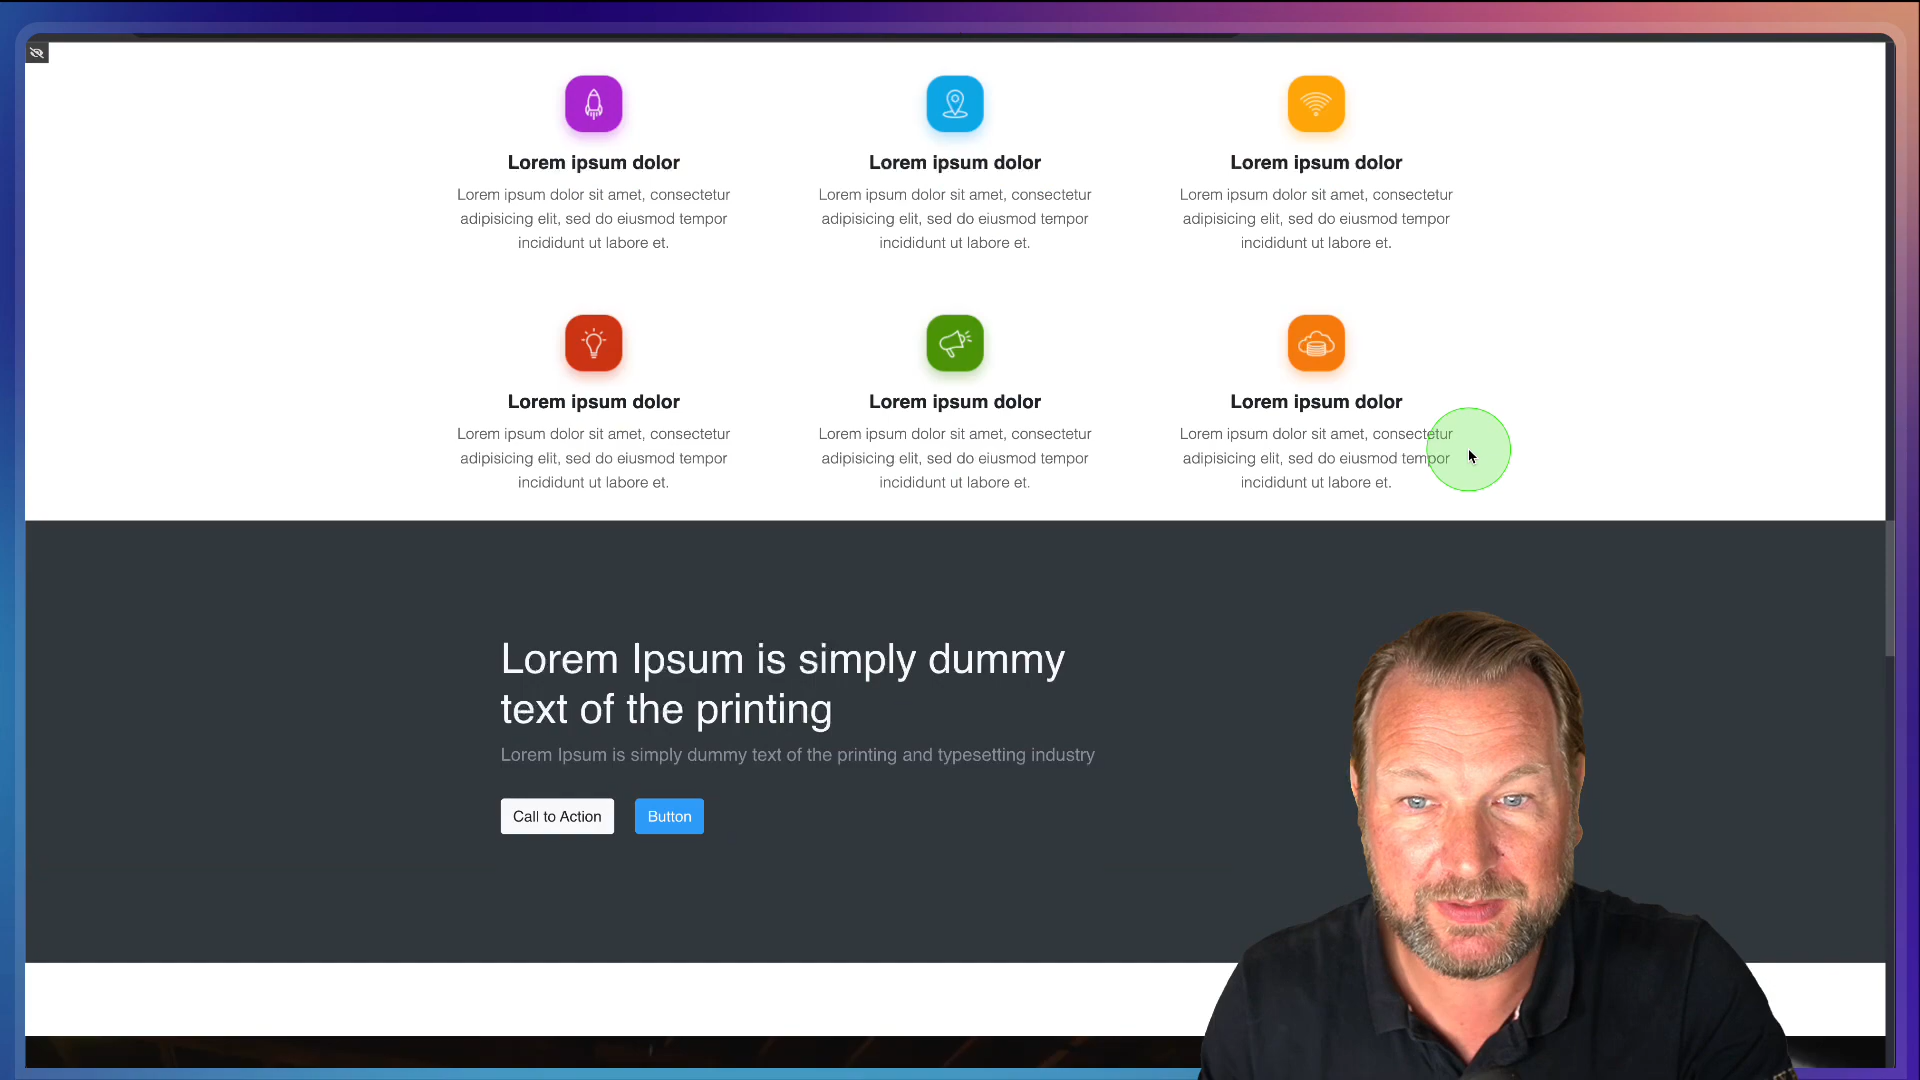 Lorem ipsum dolor
Lorem ipsum dolor sit amet, consectetur
adipisicing elit, sed do eiusmod tempor
incididunt ut labore et.
Lorem ipsum dolor
Lorem ipsum dolor sit amet, consectetur
adipisicing elit, sed do eiusmod tempor
incididunt ut labore et.
Lorem ipsum dolor
Lorem ipsum dolor sit amet, consectetur
adipisicing elit, sed do eiusmod tempor
incididunt ut labore et.
Lorem ipsum dolor
Lorem ipsum dolor sit amet, consectetur
adipisicing elit, sed do eiusmod tempor
incididunt ut labore et.
Lorem ipsum dolor
Lorem ipsum dolor sit amet, consectetur
adipisicing elit, sed do eiusmod tempor
incididunt ut labore et.
Lorem ipsum dolor
Lorem ipsum dolor sit amet, consectetur
adipisicing elit, sed do eiusmod tempor
incididunt ut labore et.
Lorem Ipsum is simply dummy
text of the printing
Lorem Ipsum is simply dummy text of the printing and typesetting industry
Call to Action
Button